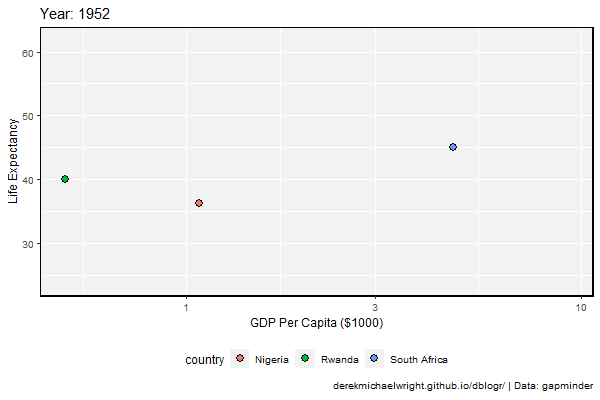 Year: 1952
60
50
40
30
Life Expectancy
1 3 10
GDP Per Capita ($1000)
country Nigeria Rwanda South Africa
derekmichaelwright.github.io/dblogr/ | Data: gapminder